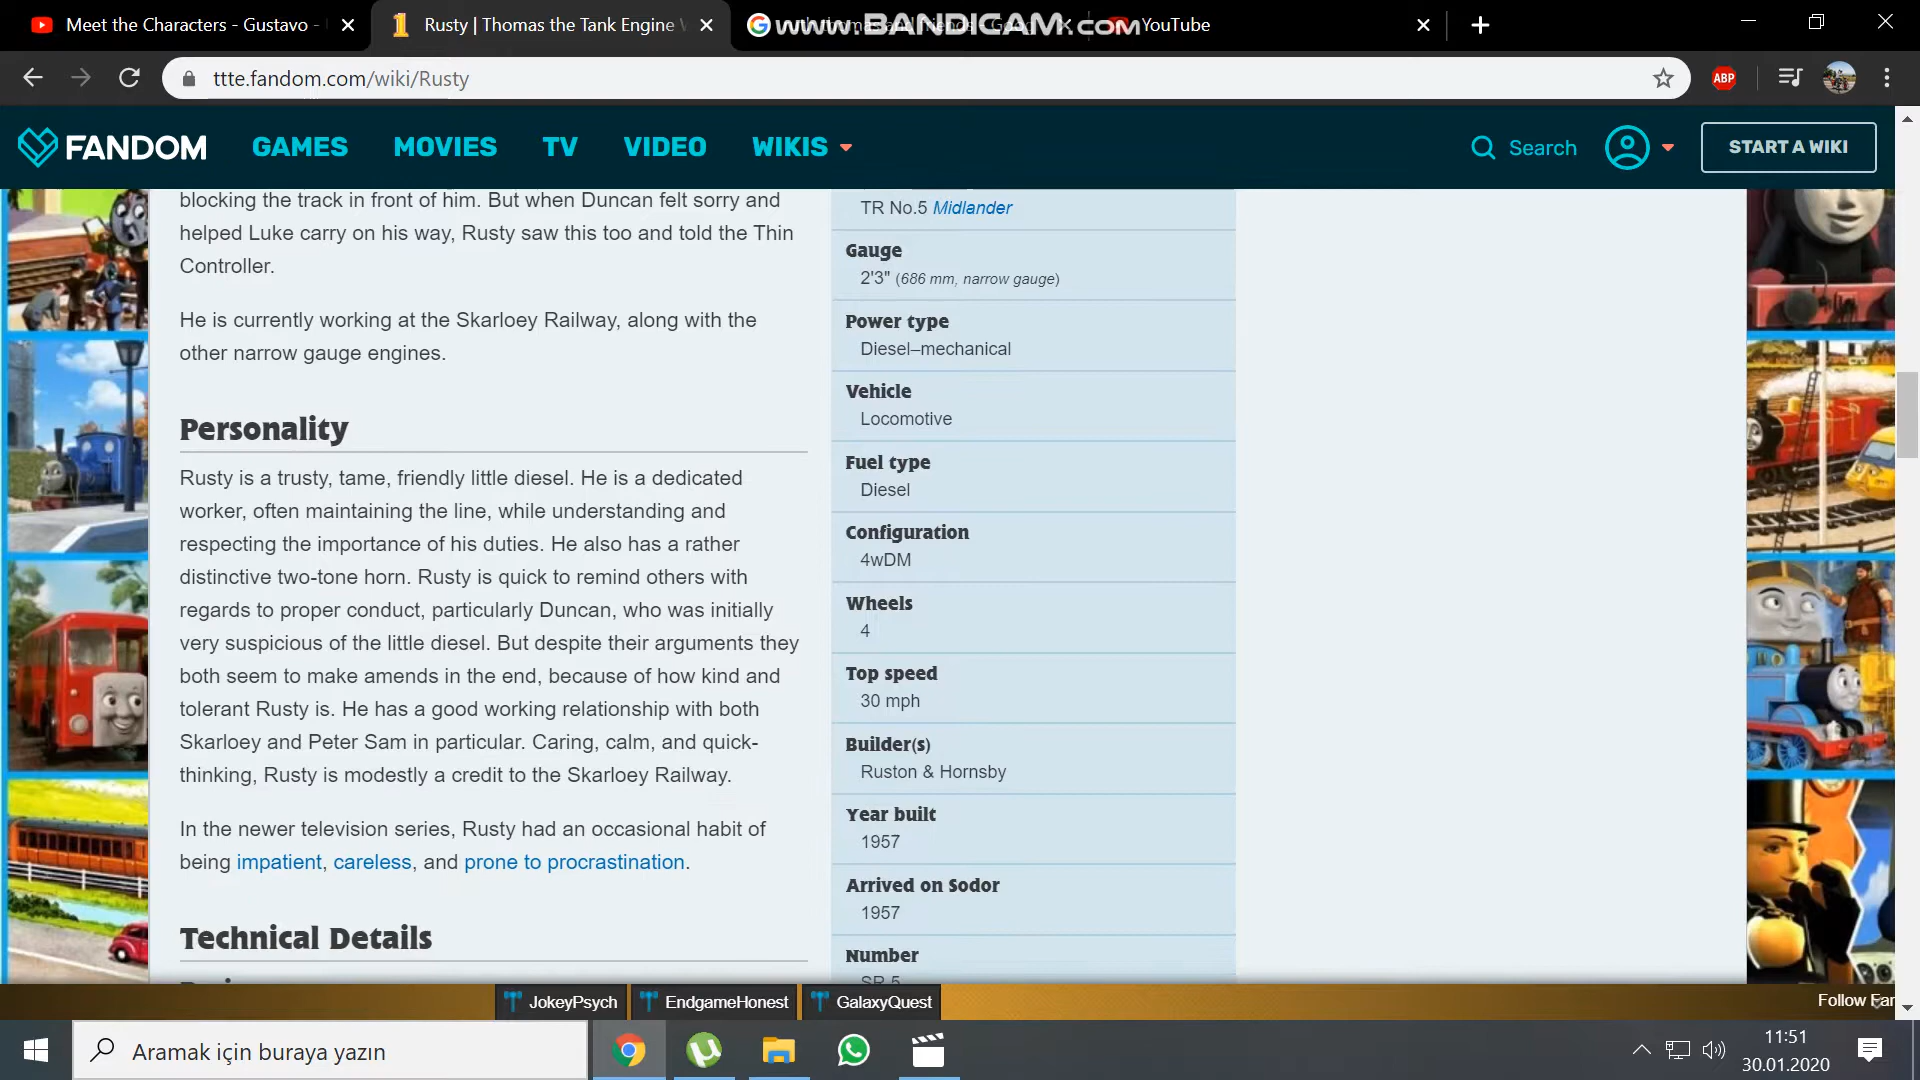 Meet the Characters - Gustavo -
Rusty | Thomas the Tank Engine W
www.BANDICAM.com
YouTube
ttte.fandom.com/wiki/Rusty
ABP
FANDOM
GAMES
MOVIES
TV
VIDEO
WIKIS
Search
START A WIKI
blocking the track in front of him. But when Duncan felt sorry and
helped Luke carry on his way, Rusty saw this too and told the Thin
Controller.
He is currently working at the Skarloey Railway, along with the
other narrow gauge engines.
Personality
Rusty is a trusty, tame, friendly little diesel. He is a dedicated
worker, often maintaining the line, while understanding and
respecting the importance of his duties. He also has a rather
distinctive two-tone horn. Rusty is quick to remind others with
regards to proper conduct, particularly Duncan, who was initially
very suspicious of the little diesel. But despite their arguments they
both seem to make amends in the end, because of how kind and
tolerant Rusty is. He has a good working relationship with both
Skarloey and Peter Sam in particular. Caring, calm, and quick-
thinking, Rusty is modestly a credit to the Skarloey Railway.
In the newer television series, Rusty had an occasional habit of
being impatient, careless, and prone to procrastination.
Technical Details
TR No.5 Midlander
Gauge
2'3" (686 mm, narrow gauge)
Power type
Diesel–mechanical
Vehicle
Locomotive
Fuel type
Diesel
Configuration
4wDM
Wheels
4
Top speed
30 mph
Builder(s)
Ruston & Hornsby
Year built
1957
Arrived on Sodor
1957
Number
SR 5
JokeyPsych
EndgameHonest
GalaxyQuest
Follow Fan
Aramak için buraya yazın
11:51
30.01.2020